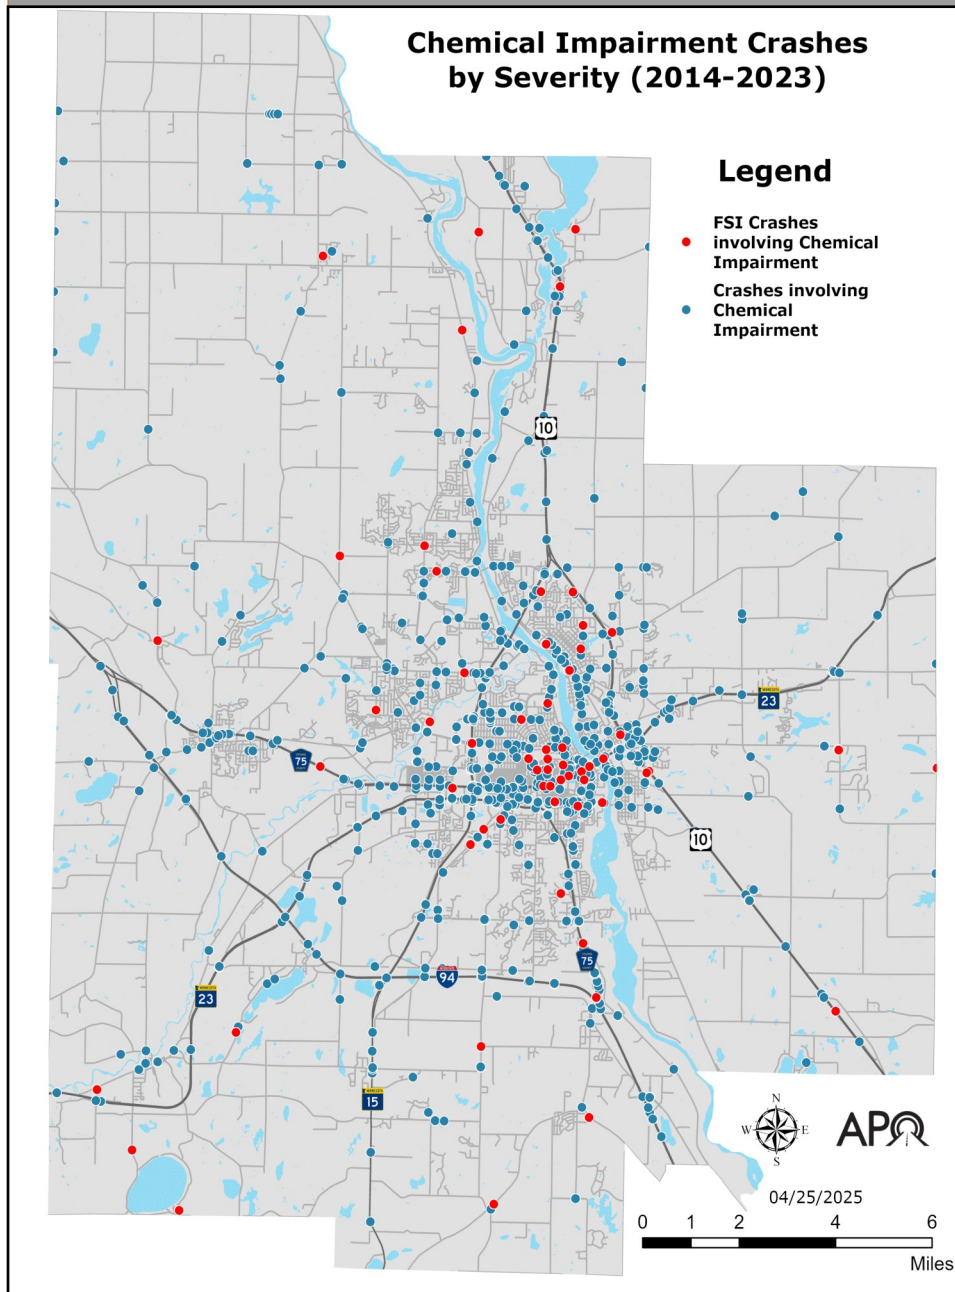 Chemical Impairment Crashes
by Severity (2014-2023)
Legend
FSI Crashes
involving Chemical
Impairment
Crashes involving
Chemical
Impairment
10
23
75
10
75
94
23
15
N
W E
S
APO
04/25/2025
0 1 2 4 6
Miles